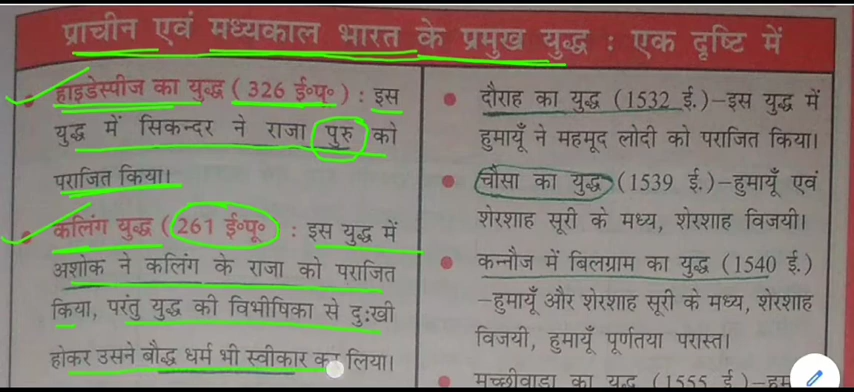 प्राचीन एवं मध्यकाल भारत के प्रमुख युद्ध : एक दृष्टि में
• हाइडेस्पीज का युद्ध ( 326 ई॰पू॰ ) : इस
युद्ध में सिकन्दर ने राजा पुरु को
पराजित किया।
• कलिंग युद्ध ( 261 ई॰पू॰ : इस युद्ध में
अशोक ने कलिंग के राजा को पराजित
किया, परंतु युद्ध की विभीषिका से दुःखी
होकर उसने बौद्ध धर्म भी स्वीकार कर लिया।
• दौराह का युद्ध (1532 ई.)–इस युद्ध में
हुमायूँ ने महमूद लोदी को पराजित किया।
• चौसा का युद्ध (1539 ई.)–हुमायूँ एवं
शेरशाह सूरी के मध्य, शेरशाह विजयी।
• कन्नौज में बिलग्राम का युद्ध (1540 ई.)
–हुमायूँ और शेरशाह सूरी के मध्य, शेरशाह
विजयी, हुमायूँ पूर्णतया परास्त।
• मच्छीवाड़ा का युद्ध (1555 ई.)–